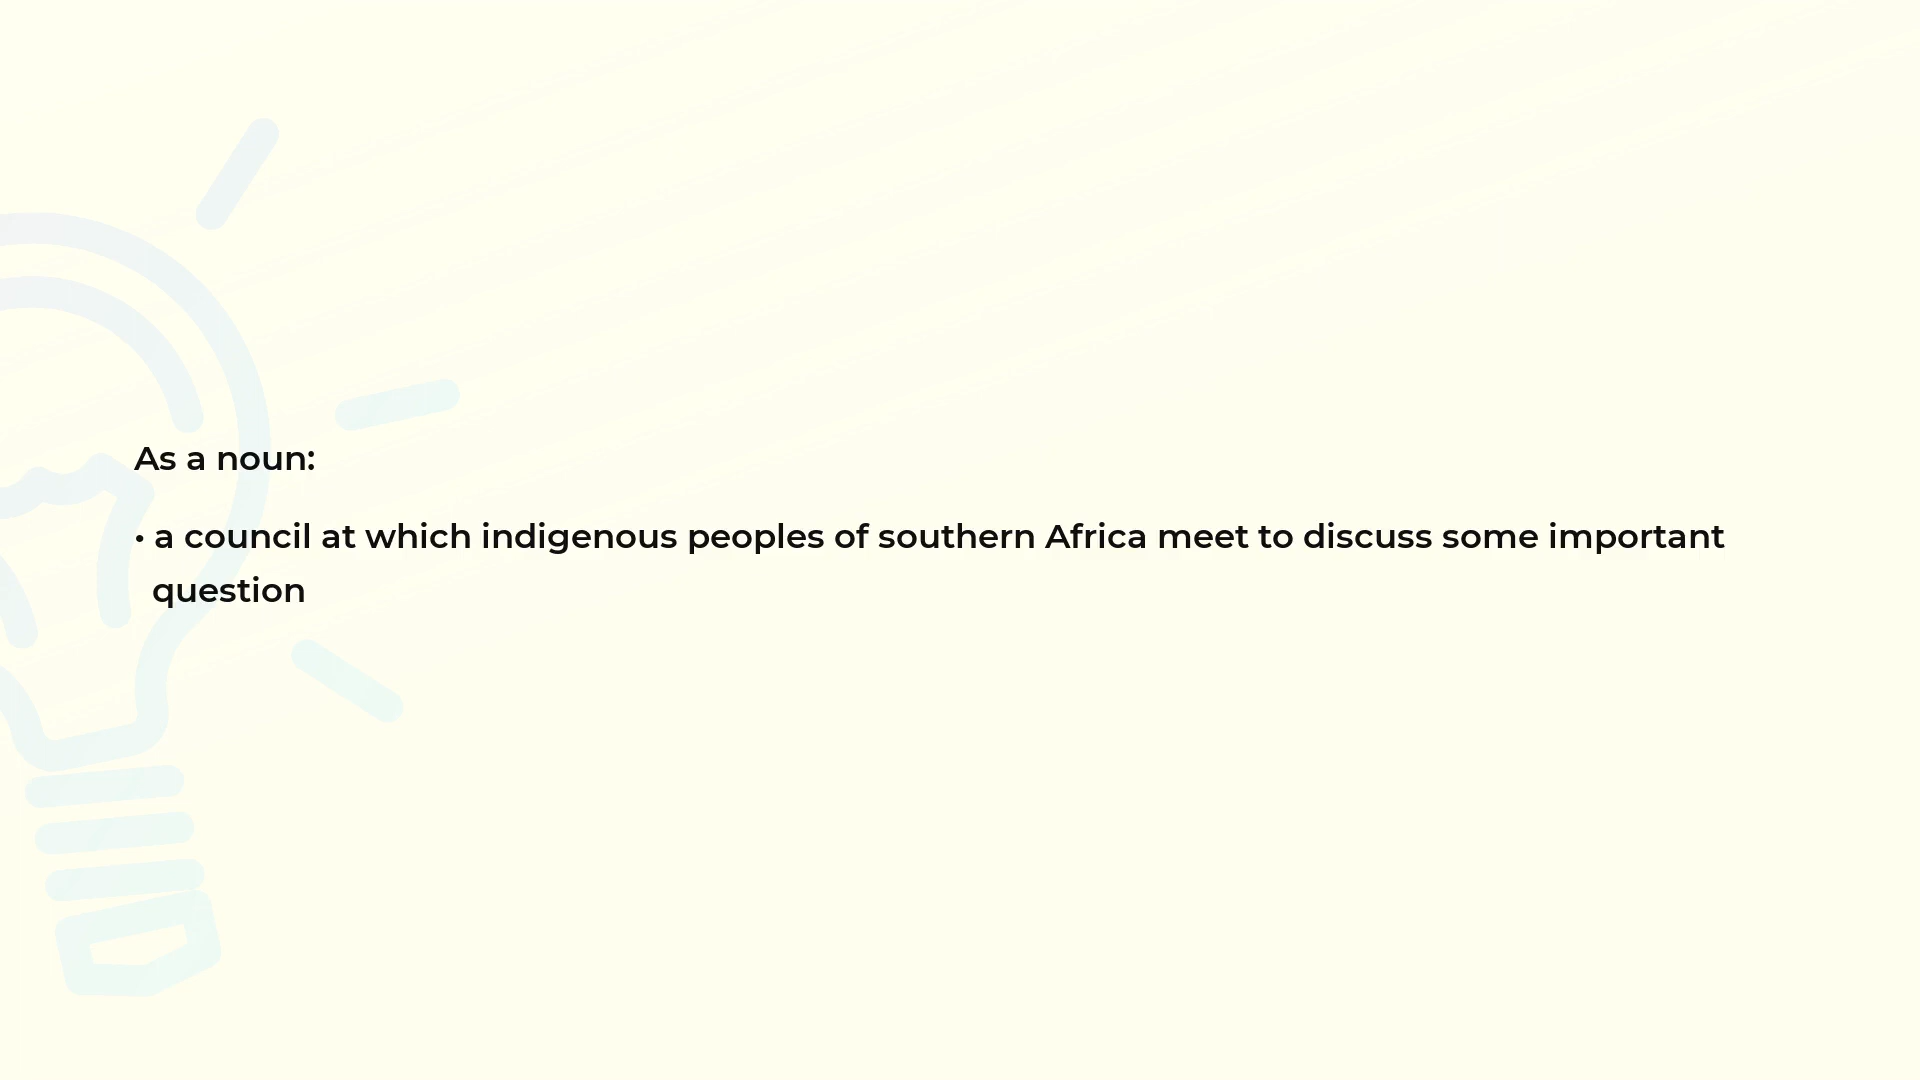 As a noun:
• a council at which indigenous peoples of southern Africa meet to discuss some important
question